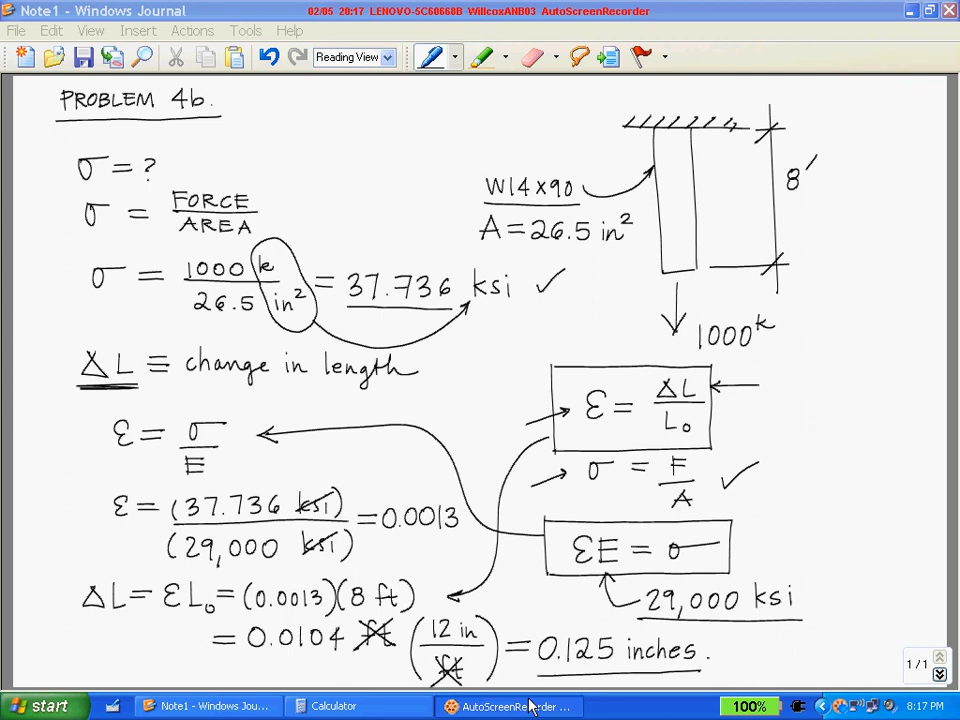 Note1 - Windows Journal
02/05 20:17 LENOVO-5C60668B WillcoxANB03 AutoScreenRecorder
File Edit View Insert Actions Tools Help
Reading View
PROBLEM 4b.
σ = ?
σ = FORCE / AREA
σ = 1000 k / 26.5 in² = 37.736 ksi ✓
W14x90
A = 26.5 in²
8'
1000ᵏ
ΔL ≡ change in length
ε = ΔL / L₀
σ = F / A ✓
εE = σ
29,000 ksi
ε = σ / E
ε = (37.736 ksi) / (29,000 ksi) = 0.0013
ΔL = εL₀ = (0.0013)(8 ft)
= 0.0104 ft (12 in / ft) = 0.125 inches.
1/1
start Note1 - Windows Jou... Calculator AutoScreenRecorder ... 100% 8:17 PM